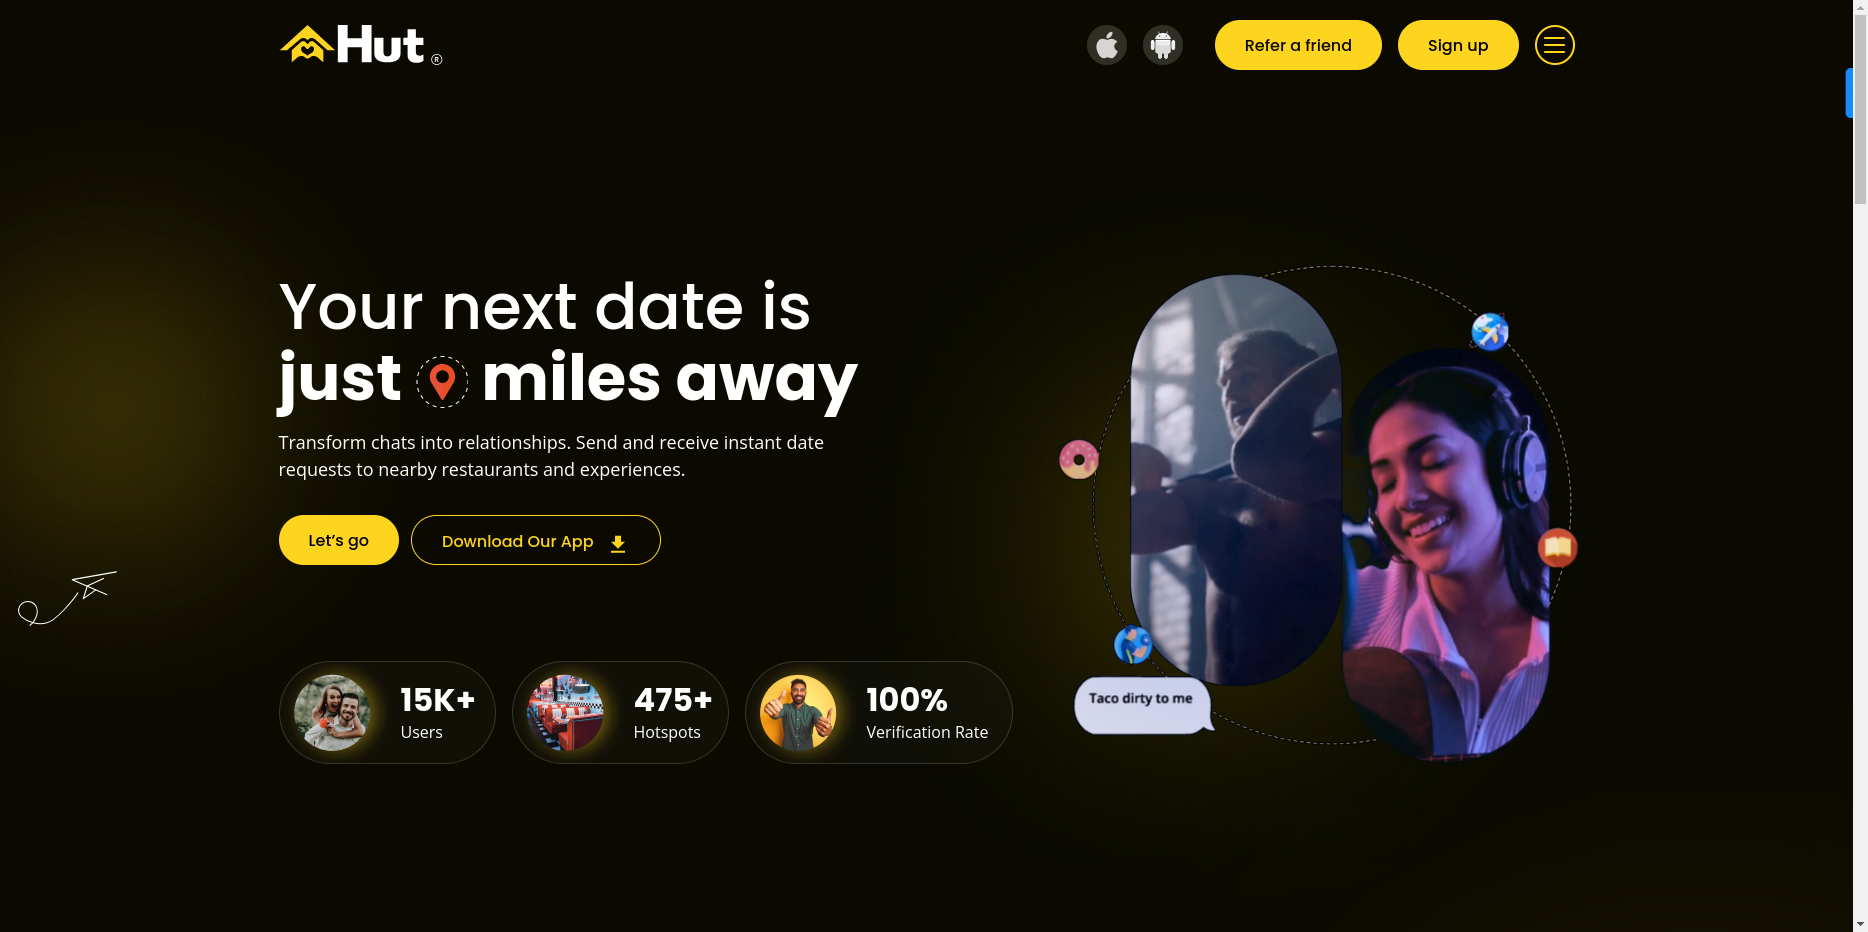 Hut ®
Refer a friend
Sign up
Your next date is
just miles away
Transform chats into relationships. Send and receive instant date
requests to nearby restaurants and experiences.
Let’s go
Download Our App
15K+
Users
475+
Hotspots
100%
Verification Rate
Taco dirty to me